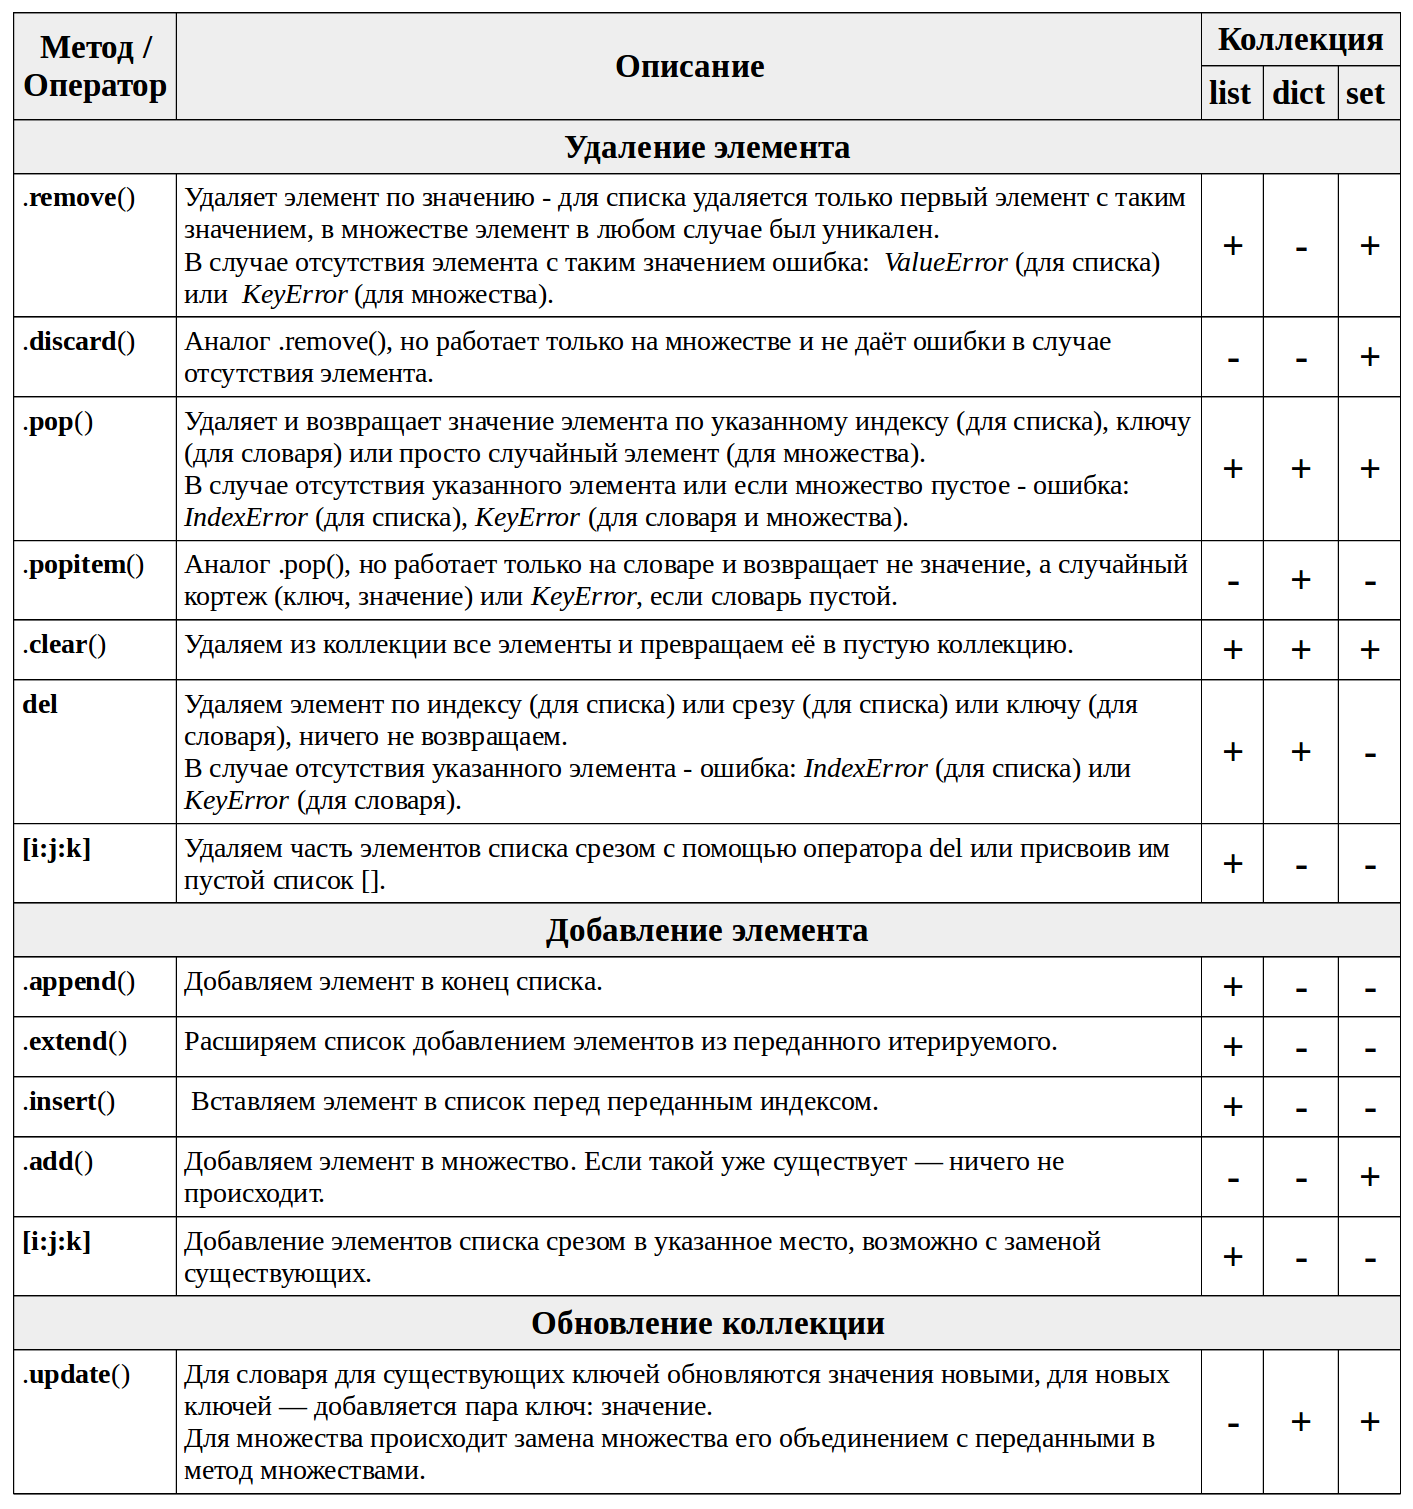 Метод /
Оператор
Описание
Коллекция
list dict set
Удаление элемента
.remove()
Удаляет элемент по значению - для списка удаляется только первый элемент с таким
значением, в множестве элемент в любом случае был уникален.
В случае отсутствия элемента с таким значением ошибка: ValueError (для списка)
или KeyError (для множества).
+ - +
.discard()
Аналог .remove(), но работает только на множестве и не даёт ошибки в случае
отсутствия элемента.
- - +
.pop()
Удаляет и возвращает значение элемента по указанному индексу (для списка), ключу
(для словаря) или просто случайный элемент (для множества).
В случае отсутствия указанного элемента или если множество пустое - ошибка:
IndexError (для списка), KeyError (для словаря и множества).
+ + +
.popitem()
Аналог .pop(), но работает только на словаре и возвращает не значение, а случайный
кортеж (ключ, значение) или KeyError, если словарь пустой.
- + -
.clear()
Удаляем из коллекции все элементы и превращаем её в пустую коллекцию.
+ + +
del
Удаляем элемент по индексу (для списка) или срезу (для списка) или ключу (для
словаря), ничего не возвращаем.
В случае отсутствия указанного элемента - ошибка: IndexError (для списка) или
KeyError (для словаря).
+ + -
[i:j:k]
Удаляем часть элементов списка срезом с помощью оператора del или присвоив им
пустой список [].
+ - -
Добавление элемента
.append()
Добавляем элемент в конец списка.
+ - -
.extend()
Расширяем список добавлением элементов из переданного итерируемого.
+ - -
.insert()
Вставляем элемент в список перед переданным индексом.
+ - -
.add()
Добавляем элемент в множество. Если такой уже существует — ничего не
происходит.
- - +
[i:j:k]
Добавление элементов списка срезом в указанное место, возможно с заменой
существующих.
+ - -
Обновление коллекции
.update()
Для словаря для существующих ключей обновляются значения новыми, для новых
ключей — добавляется пара ключ: значение.
Для множества происходит замена множества его объединением с переданными в
метод множествами.
- + +